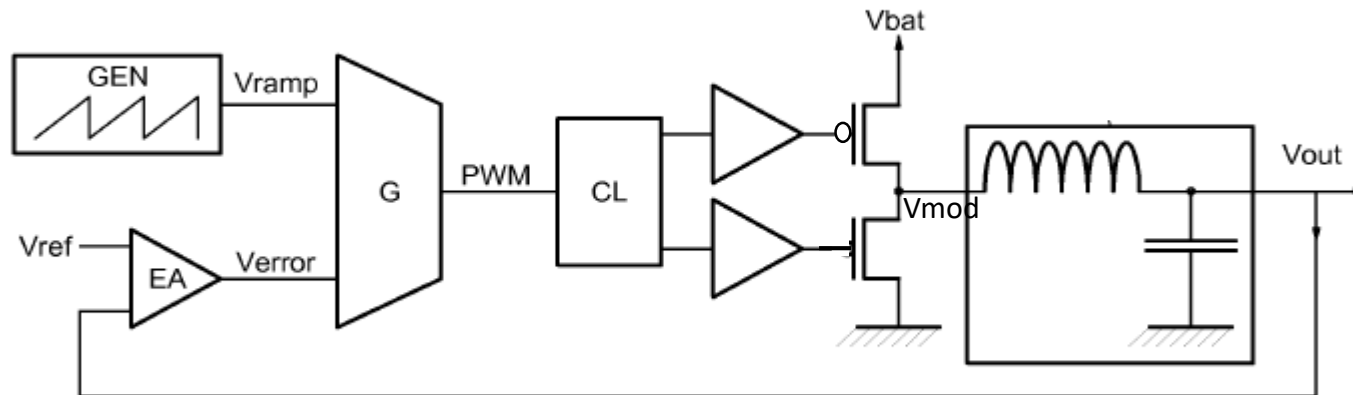 Vbat
GEN
Vramp
G
PWM
CL
Vmod
Vout
Vref
EA
Verror